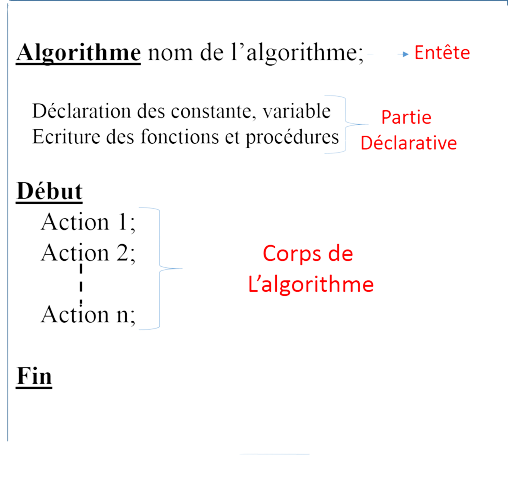 Algorithme nom de l’algorithme; Entête
Déclaration des constante, variable
Ecriture des fonctions et procédures
Partie
Déclarative
Début
Action 1;
Action 2;
Action n;
Corps de
L’algorithme
Fin